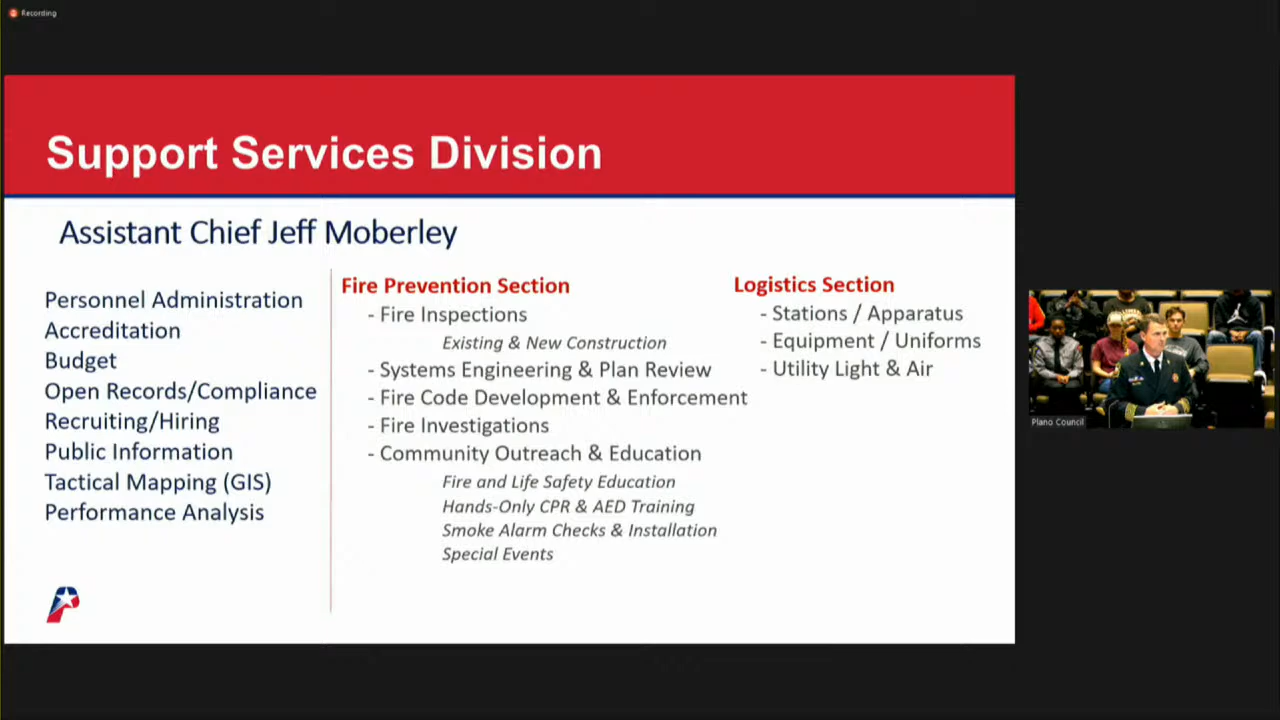 Recording
Support Services Division
Assistant Chief Jeff Moberley
Personnel Administration
Accreditation
Budget
Open Records/Compliance
Recruiting/Hiring
Public Information
Tactical Mapping (GIS)
Performance Analysis
Fire Prevention Section
- Fire Inspections
Existing & New Construction
- Systems Engineering & Plan Review
- Fire Code Development & Enforcement
- Fire Investigations
- Community Outreach & Education
Fire and Life Safety Education
Hands-Only CPR & AED Training
Smoke Alarm Checks & Installation
Special Events
Logistics Section
- Stations / Apparatus
- Equipment / Uniforms
- Utility Light & Air
Plano Council